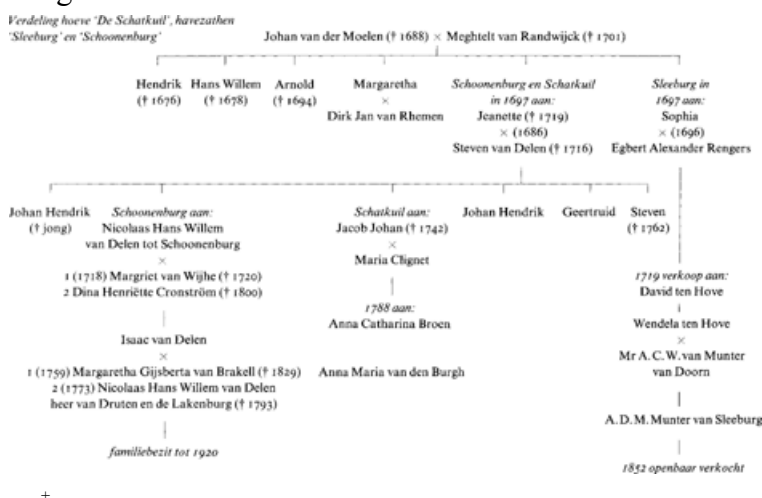 Verdeling hoeve 'De Schatkuil', havezathen
'Sleeburg' en 'Schoonenburg'
Johan van der Moelen († 1688) × Meghtelt van Randwijck († 1701)
Hendrik
(† 1676)
Hans Willem
(† 1678)
Arnold
(† 1694)
Margaretha
×
Dirk Jan van Rhemen
Schoonenburg en Schatkuil
in 1697 aan:
Jeanette († 1719)
× (1686)
Steven van Delen († 1716)
Sleeburg in
1697 aan:
Sophia
× (1696)
Egbert Alexander Rengers
Johan Hendrik
(† jong)
Schoonenburg aan:
Nicolaas Hans Willem
van Delen tot Schoonenburg
×
1 (1718) Margriet van Wijhe († 1720)
2 Dina Henriëtte Cronström († 1800)
Isaac van Delen
×
1 (1759) Margaretha Gijsberta van Brakell († 1829)
2 (1773) Nicolaas Hans Willem van Delen
heer van Druten en de Lakenburg († 1793)
familiebezit tot 1920
Schatkuil aan:
Jacob Johan († 1742)
×
Maria Clignet
1788 aan:
Anna Catharina Broen
Anna Maria van den Burgh
Johan Hendrik
Geertruid
Steven
(† 1762)
1719 verkoop aan:
David ten Hove
Wendela ten Hove
×
Mr A.C.W. van Munter
van Doorn
A.D.M. Munter van Sleeburg
1852 openbaar verkocht
+